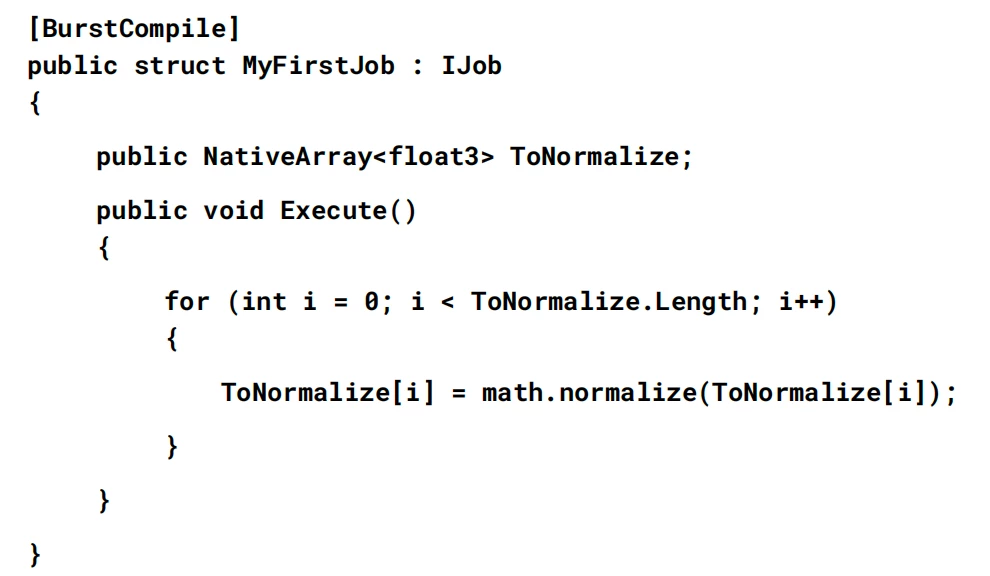 [BurstCompile]
public struct MyFirstJob : IJob
{
public NativeArray<float3> ToNormalize;
public void Execute()
{
for (int i = 0; i < ToNormalize.Length; i++)
{
ToNormalize[i] = math.normalize(ToNormalize[i]);
}
}
}